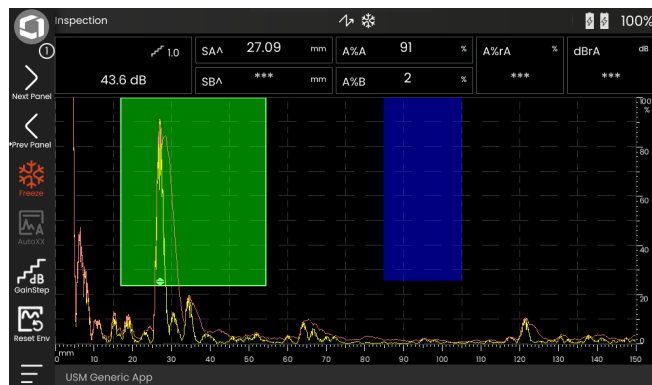 Inspection 100%
1
1.0 SA^ 27.09 mm A%A 91 % A%rA % dBrA dB
43.6 dB SB^ *** mm A%B 2 % *** ***
Next Panel
Prev Panel
Freeze
AutoXX
dB
GainStep
Reset Env
100
%
80
60
40
20
0
mm
0 10 20 30 40 50 60 70 80 90 100 110 120 130 140 150
USM Generic App